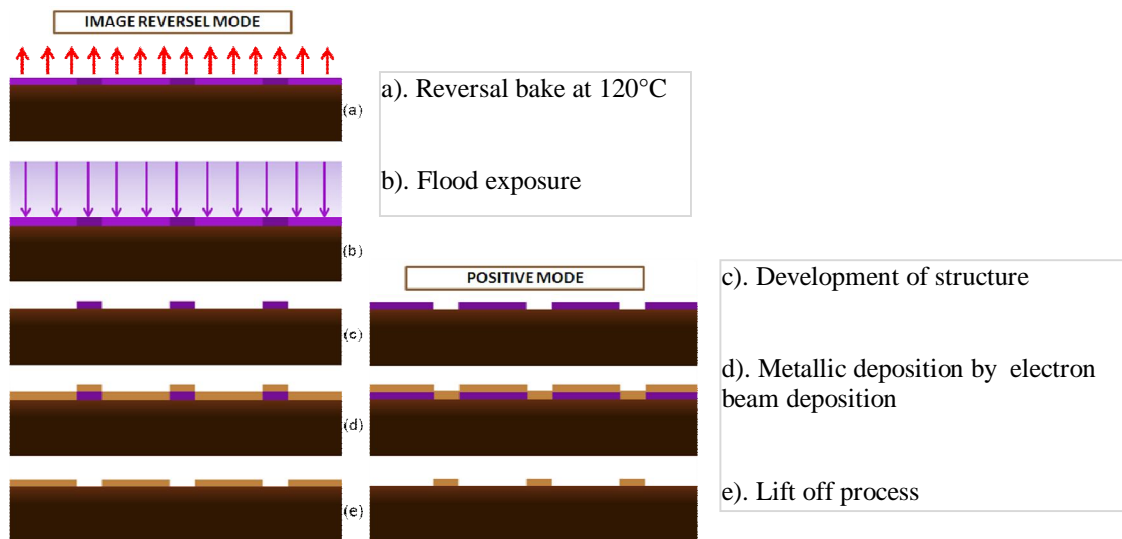 IMAGE REVERSEL MODE
(a)
a). Reversal bake at 120°C
b). Flood exposure
(b)
POSITIVE MODE
c). Development of structure
(c)
d). Metallic deposition by electron
beam deposition
(d)
e). Lift off process
(e)